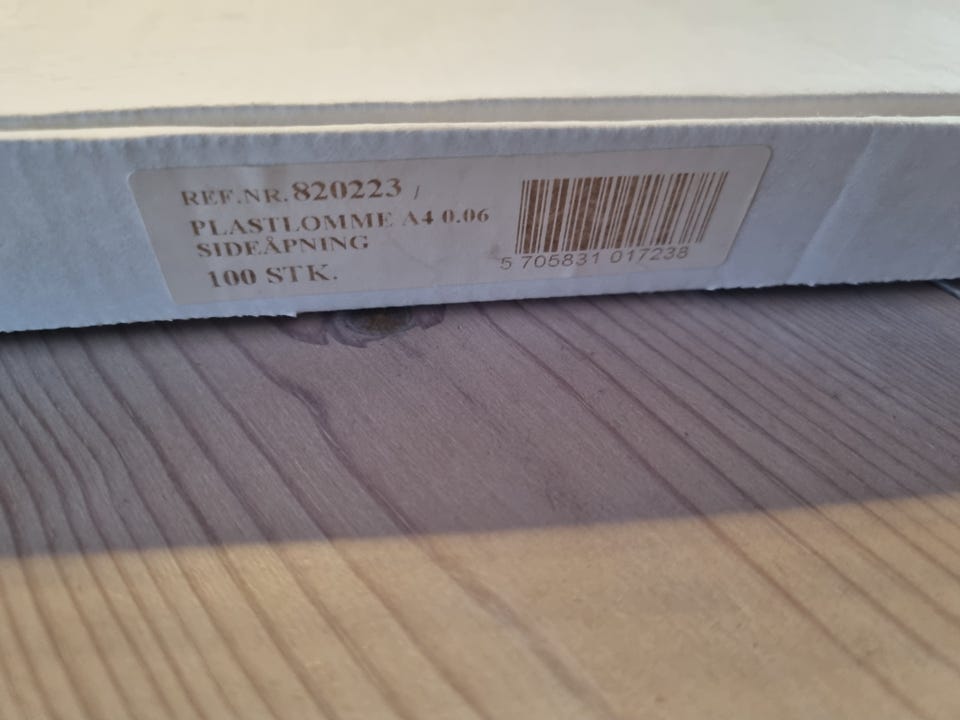 REF.NR. 820223 /
PLASTLOMME A4 0.06
SIDEÅPNING
100 STK.
5 705831 017238